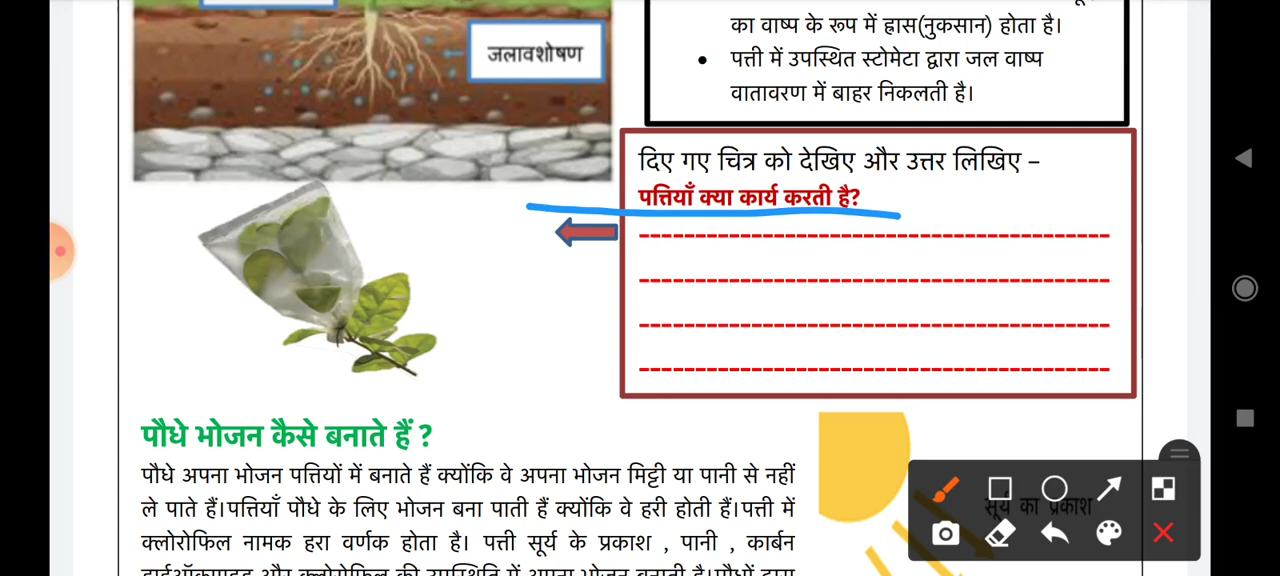 का वाष्प के रूप में ह्रास(नुकसान) होता है।
पत्ती में उपस्थित स्टोमेटा द्वारा जल वाष्प
वातावरण में बाहर निकलती है।
जलावशोषण
दिए गए चित्र को देखिए और उत्तर लिखिए –
पत्तियाँ क्या कार्य करती है?
पौधे भोजन कैसे बनाते हैं ?
पौधे अपना भोजन पत्तियों में बनाते हैं क्योंकि वे अपना भोजन मिट्टी या पानी से नहीं
ले पाते हैं।पत्तियाँ पौधे के लिए भोजन बना पाती हैं क्योंकि वे हरी होती हैं।पत्ती में
क्लोरोफिल नामक हरा वर्णक होता है। पत्ती सूर्य के प्रकाश , पानी , कार्बन
सूर्य का प्रकाश